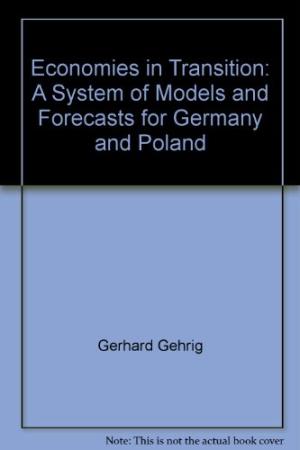 Economies in Transition:
A System of Models and
Forecasts for Germany
and Poland
Gerhard Gehrig
Note: This is not the actual book cover